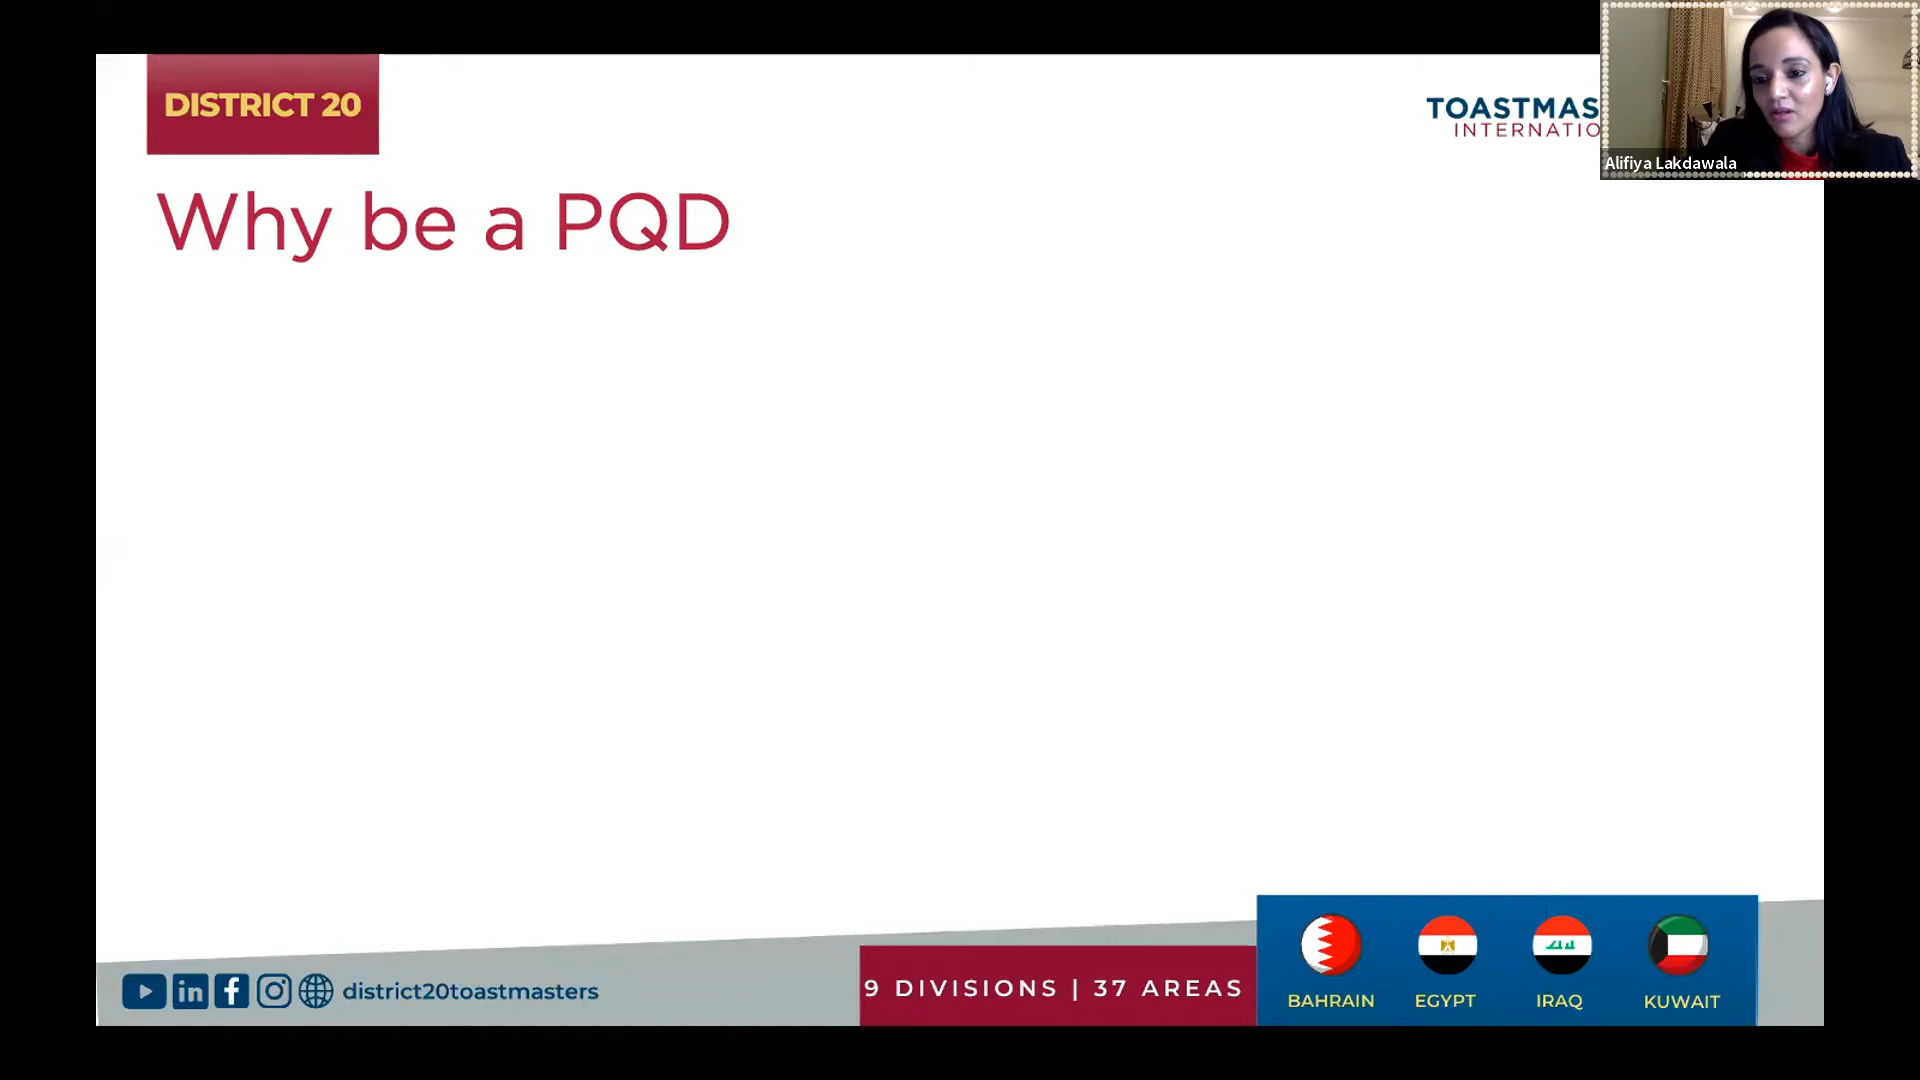 DISTRICT 20
TOASTMAS
INTERNATIO
Alifiya Lakdawala
Why be a PQD
district20toastmasters
9 DIVISIONS | 37 AREAS
BAHRAIN
EGYPT
IRAQ
KUWAIT